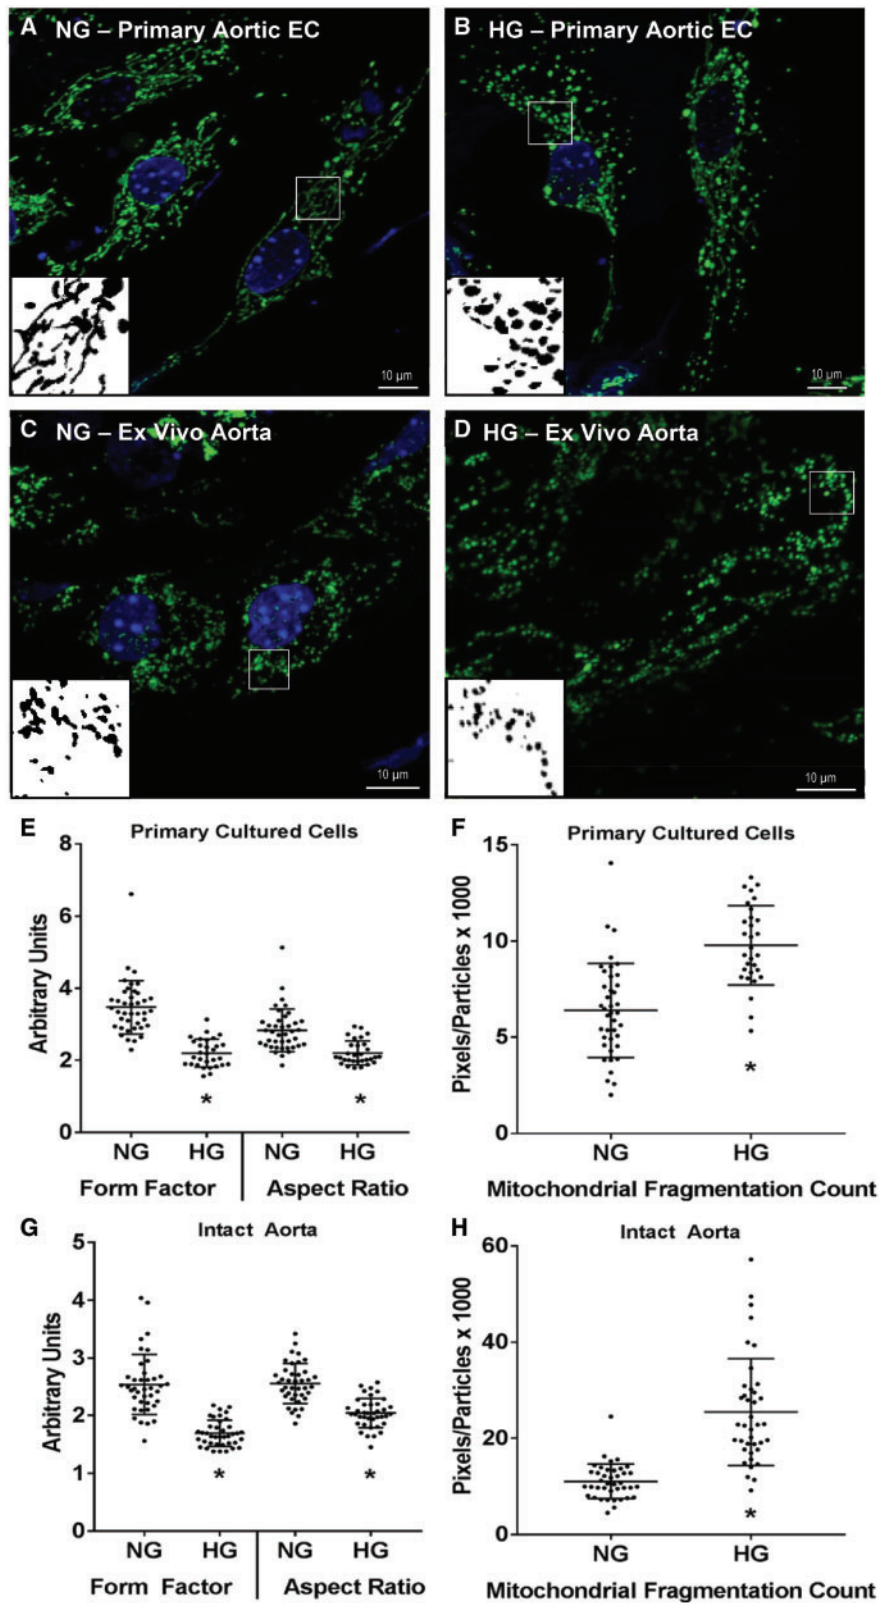 A NG – Primary Aortic EC
B HG – Primary Aortic EC
10 µm
10 µm
C NG – Ex Vivo Aorta
D HG – Ex Vivo Aorta
10 µm
10 µm
E Primary Cultured Cells
8
6
4
2
0
Arbitrary Units
NG HG NG HG
Form Factor Aspect Ratio
* *
F Primary Cultured Cells
15
10
5
0
Pixels/Particles x 1000
*
NG HG
Mitochondrial Fragmentation Count
G Intact Aorta
5
4
3
2
1
0
Arbitrary Units
* *
NG HG NG HG
Form Factor Aspect Ratio
H Intact Aorta
60
40
20
0
Pixels/Particles x 1000
*
NG HG
Mitochondrial Fragmentation Count